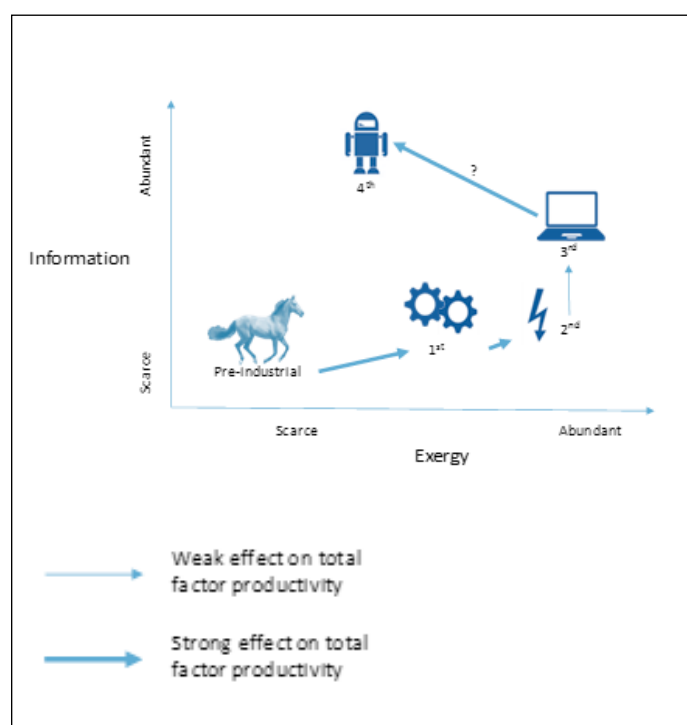 Abundant
?
4th
3rd
Information
2nd
1st
Pre-industrial
Scarce
Scarce
Abundant
Exergy
Weak effect on total
factor productivity
Strong effect on total
factor productivity